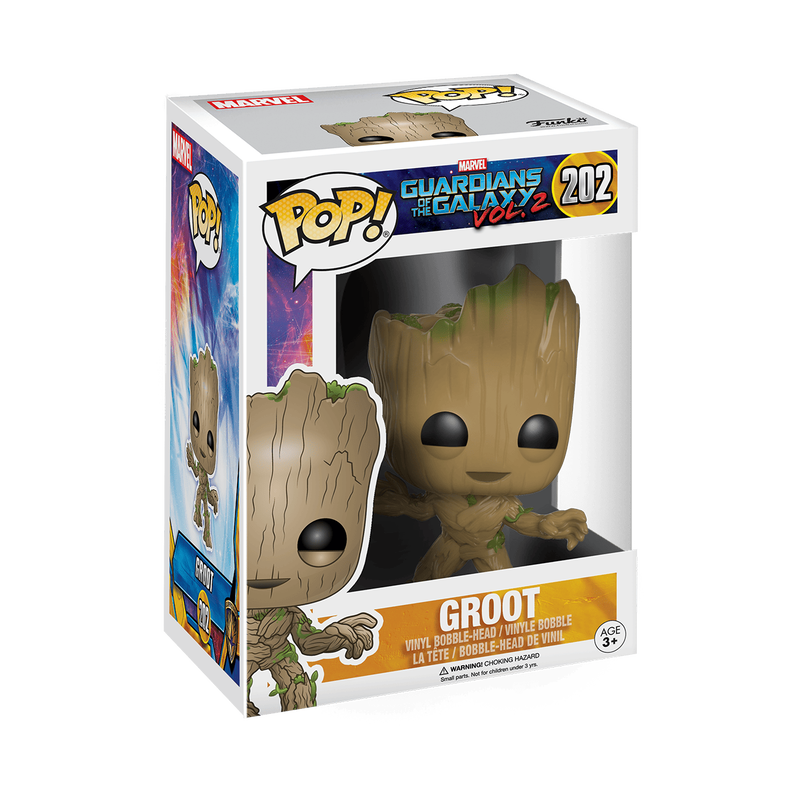 MARVEL
POP!
Funko
MARVEL
POP!
GROOT
202
POP!®
MARVEL
GUARDIANS
OF THE GALAXY
VOL. 2
202
GROOT
VINYL BOBBLE-HEAD / VINYLE BOBBLE
LA TÊTE / BOBBLE-HEAD DE VINIL
⚠ WARNING! CHOKING HAZARD
Small parts. Not for children under 3 yrs.
AGE
3+